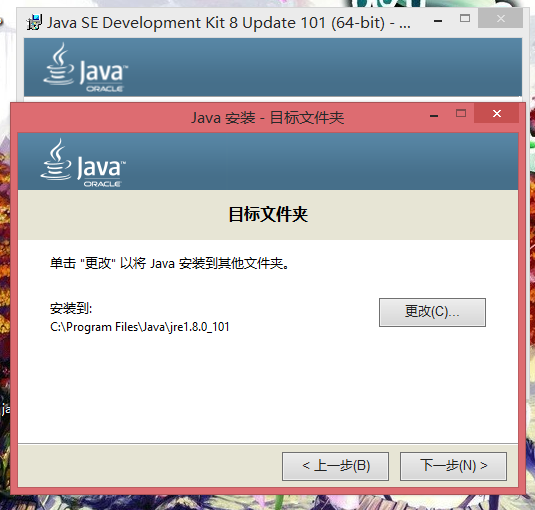 Java SE Development Kit 8 Update 101 (64-bit) - ...
Java™
ORACLE
Java 安装 - 目标文件夹
Java™
ORACLE
目标文件夹
单击 "更改" 以将 Java 安装到其他文件夹。
安装到:
更改(C)...
C:\Program Files\Java\jre1.8.0_101
ja
< 上一步(B)
下一步(N) >